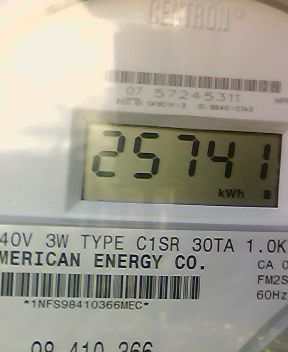 CENTRON®
07 57245311
25741
kWh
40V 3W TYPE C1SR 30TA 1.0K
MERICAN ENERGY CO.
CA 0
FM2S
60Hz
*1NFS98410366MEC*
98 410 366